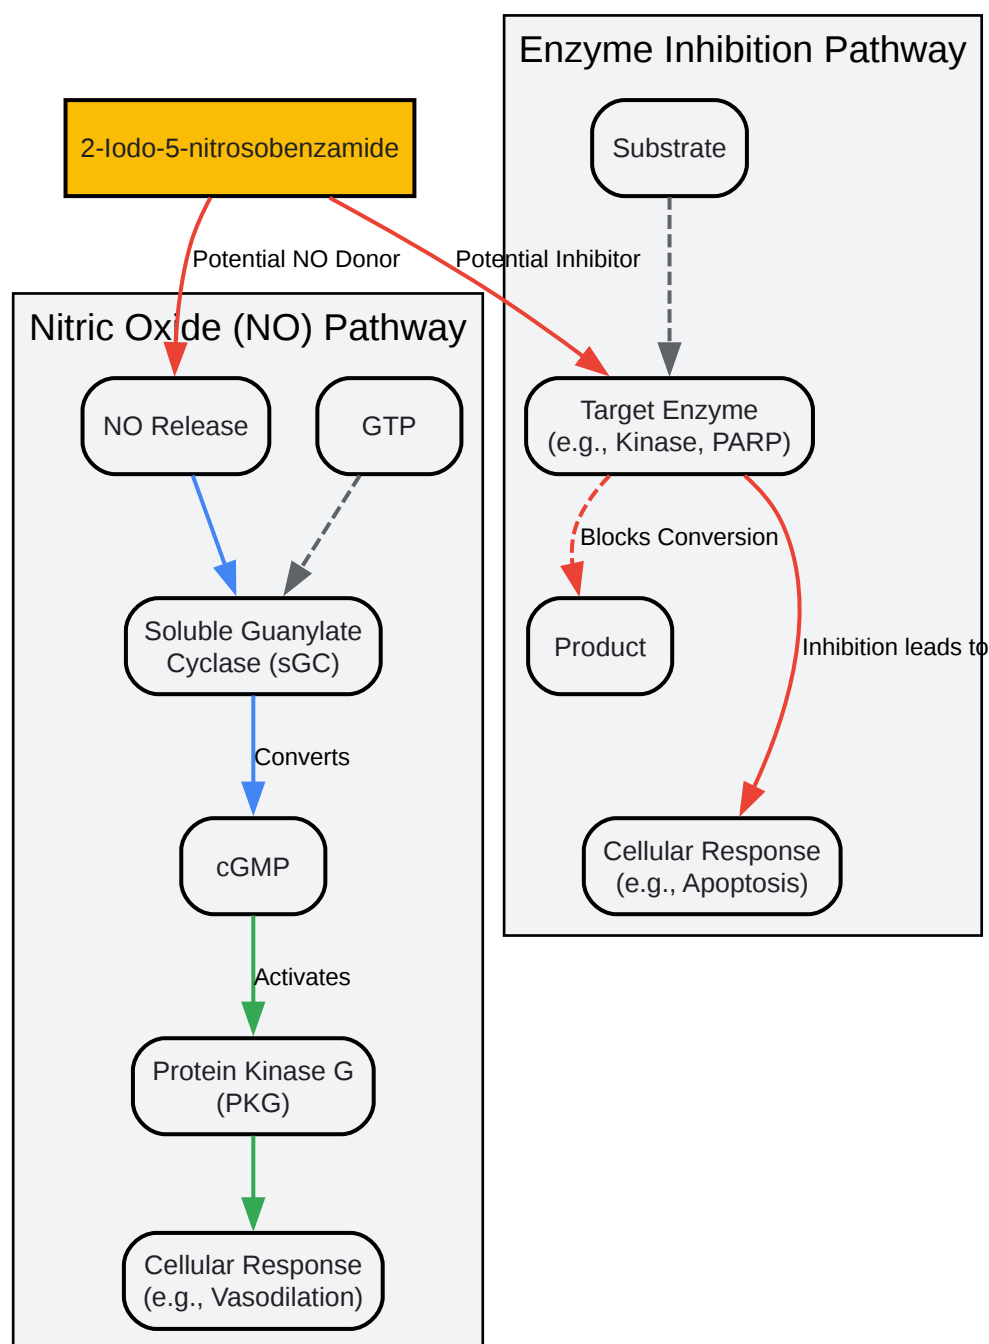 Enzyme Inhibition Pathway
2-Iodo-5-nitrosobenzamide
Substrate
Potential NO Donor
Potential Inhibitor
Nitric Oxide (NO) Pathway
NO Release
GTP
Target Enzyme
(e.g., Kinase, PARP)
Blocks Conversion
Soluble Guanylate
Cyclase (sGC)
Product
Inhibition leads to
Converts
cGMP
Cellular Response
(e.g., Apoptosis)
Activates
Protein Kinase G
(PKG)
Cellular Response
(e.g., Vasodilation)